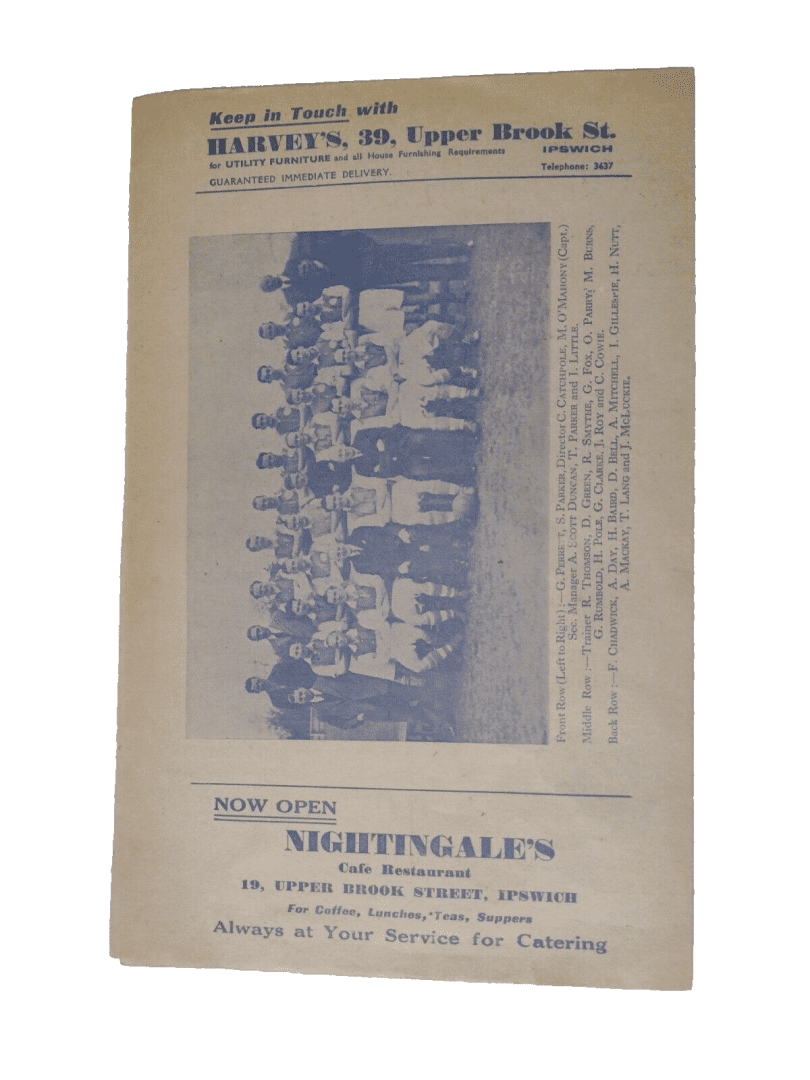 Keep in Touch with
HARVEY'S, 39, Upper Brook St.
for UTILITY FURNITURE and all House Furnishing Requirements IPSWICH
GUARANTEED IMMEDIATE DELIVERY. Telephone: 3637
Front Row (Left to Right) :—G. PERRETT, S. PARKER, Director C. CATCHPOLE, M. O'MAHONY (Capt.)
Sec. Manager A. SCOTT DUNCAN, T. PARKER and J. LITTLE.
Middle Row :—Trainer R. THOMSON, D. GREEN, R. SMYTHE, G. FOX, O. PARRY, M. BURNS,
G. RUMBOLD, H. POLE, G. CLARKE, J. ROY and C. COWIE.
Back Row :—F. CHADWICK, A. DAY, H. BAIRD, D. BELL, A. MITCHELL, I. GILLESPIE, H. NUTT,
A. MACKAY, T. LANG and J. MCLUCKIE.
NOW OPEN
NIGHTINGALE'S
Cafe Restaurant
19, UPPER BROOK STREET, IPSWICH
For Coffee, Lunches, Teas, Suppers
Always at Your Service for Catering